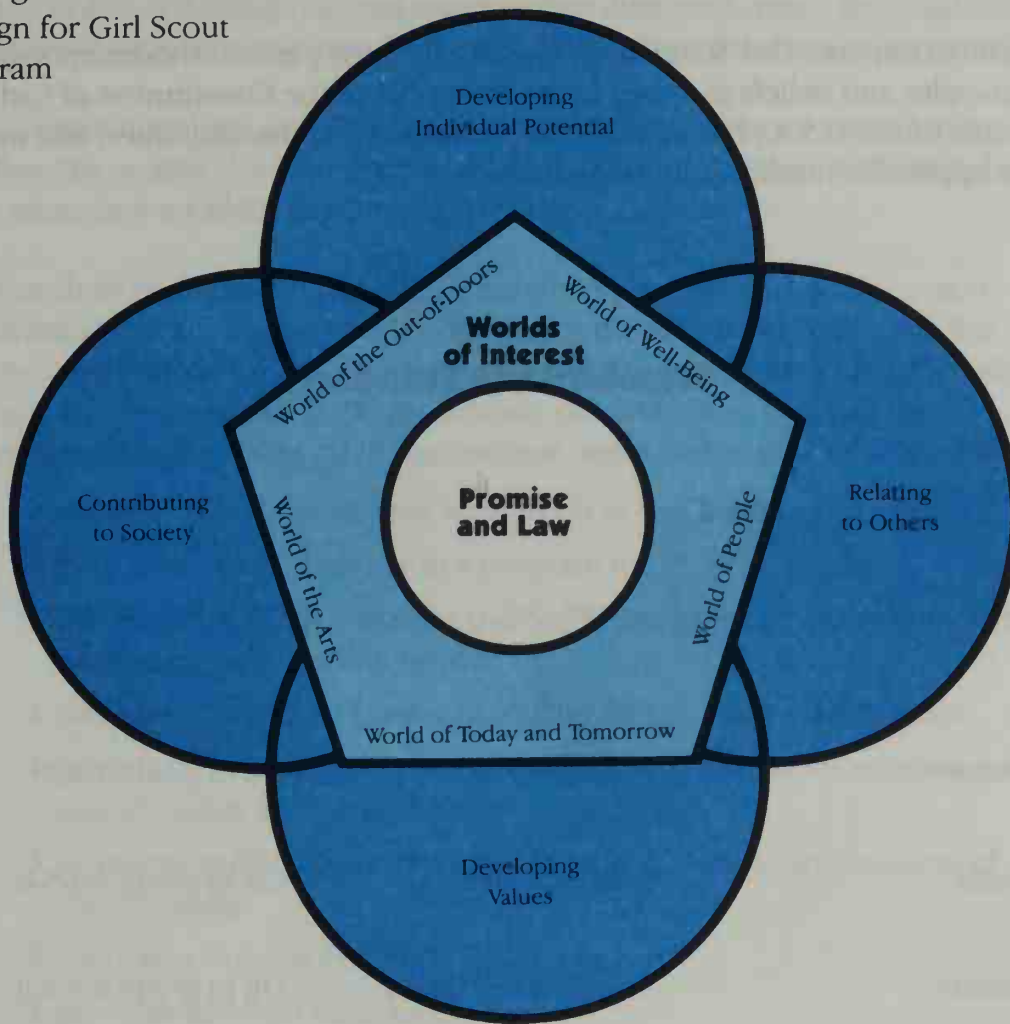 gn for Girl Scout
ram
Developing
Individual Potential
World of the Out-of-Doors
Worlds
of Interest
World of Well-Being
Contributing
to Society
World of the Arts
Promise
and Law
World of People
Relating
to Others
World of Today and Tomorrow
Developing
Values